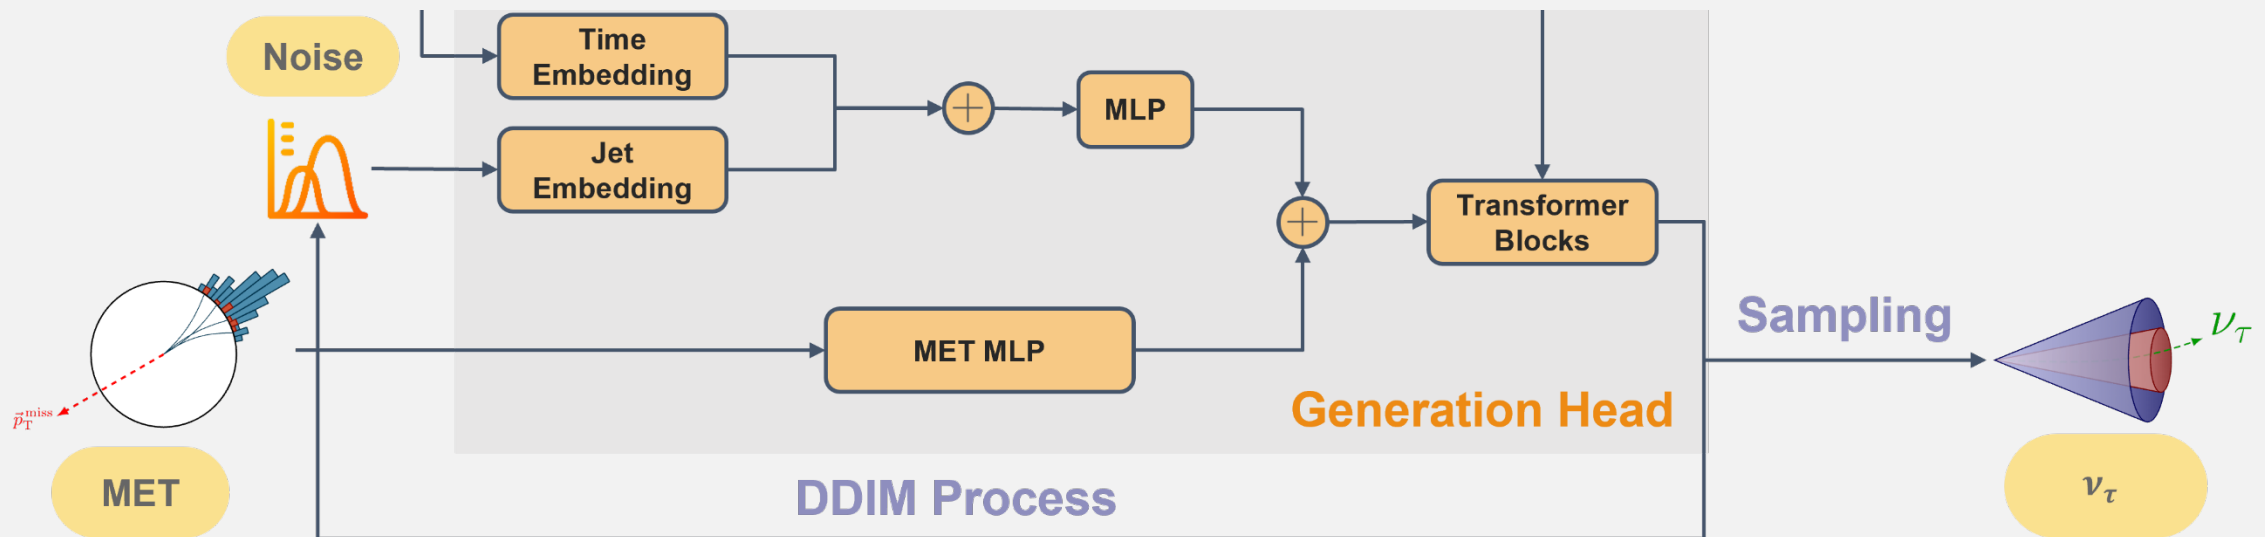 Noise
Time
Embedding
MLP
Jet
Embedding
Transformer
Blocks
MET MLP
Sampling
ν_τ
p⃗_T^miss
Generation Head
MET
DDIM Process
ν_τ